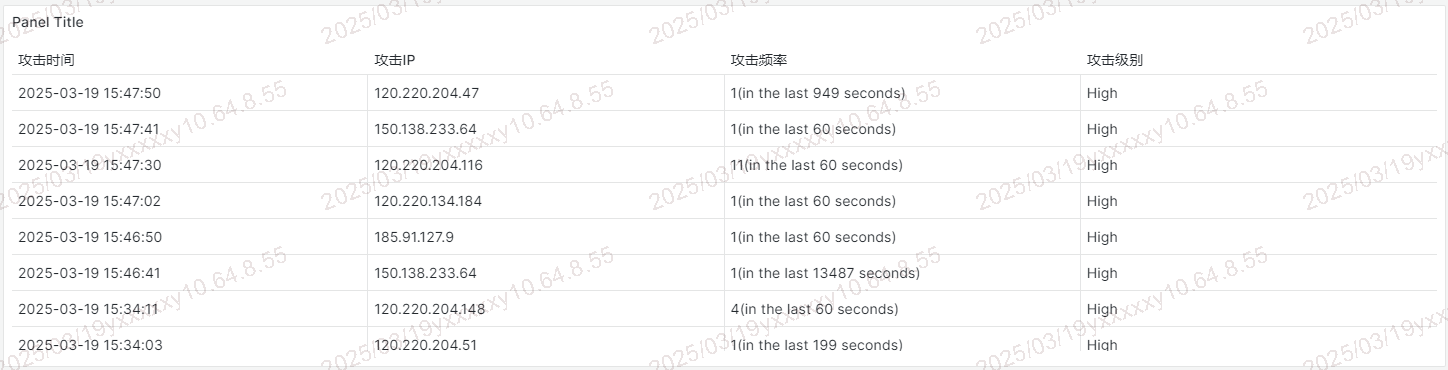 Panel Title
攻击时间 攻击IP 攻击频率 攻击级别
2025-03-19 15:47:50 120.220.204.47 1(in the last 949 seconds) High
2025-03-19 15:47:41 150.138.233.64 1(in the last 60 seconds) High
2025-03-19 15:47:30 120.220.204.116 11(in the last 60 seconds) High
2025-03-19 15:47:02 120.220.134.184 1(in the last 60 seconds) High
2025-03-19 15:46:50 185.91.127.9 1(in the last 60 seconds) High
2025-03-19 15:46:41 150.138.233.64 1(in the last 13487 seconds) High
2025-03-19 15:34:11 120.220.204.148 4(in the last 60 seconds) High
2025-03-19 15:34:03 120.220.204.51 1(in the last 199 seconds) High